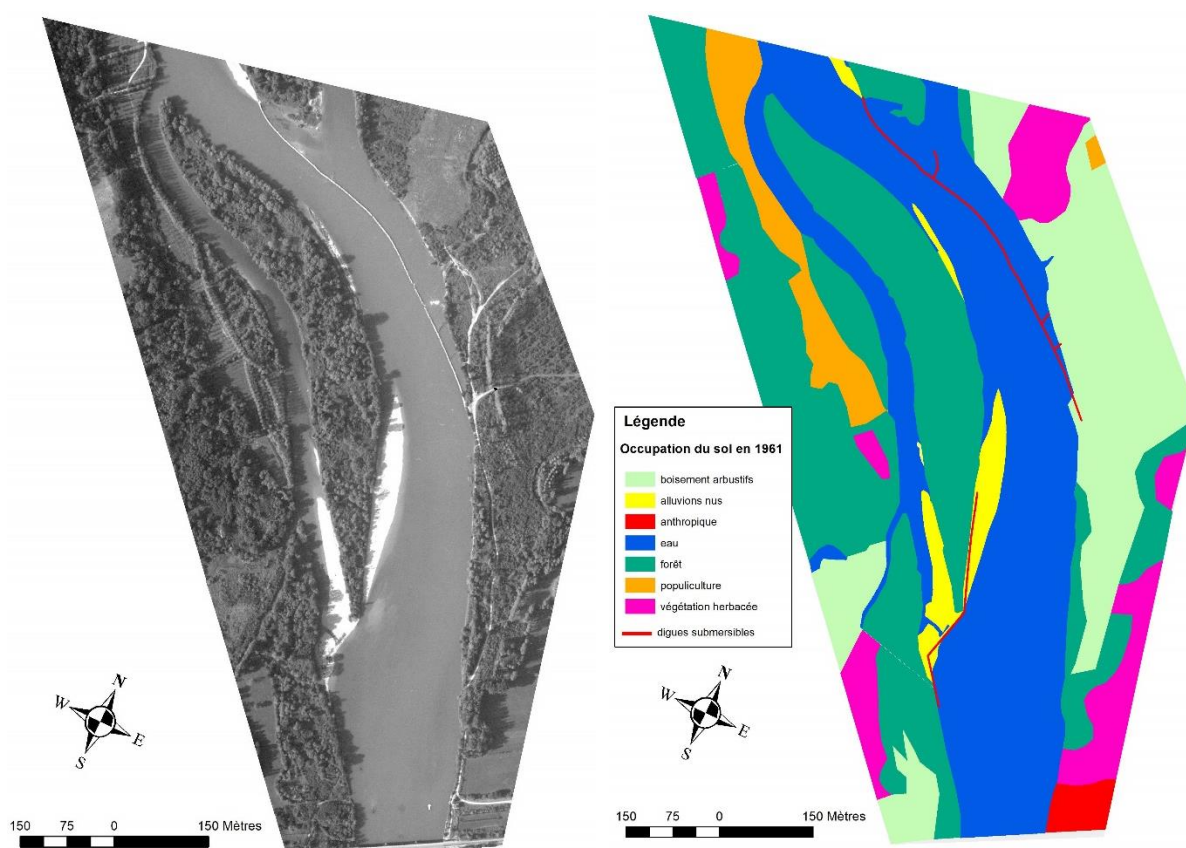 N
W
E
S
150 75 0 150 Mètres
Légende
Occupation du sol en 1961
boisement arbustifs
alluvions nus
anthropique
eau
forêt
populiculture
végétation herbacée
digues submersibles
N
W
E
S
150 75 0 150 Mètres